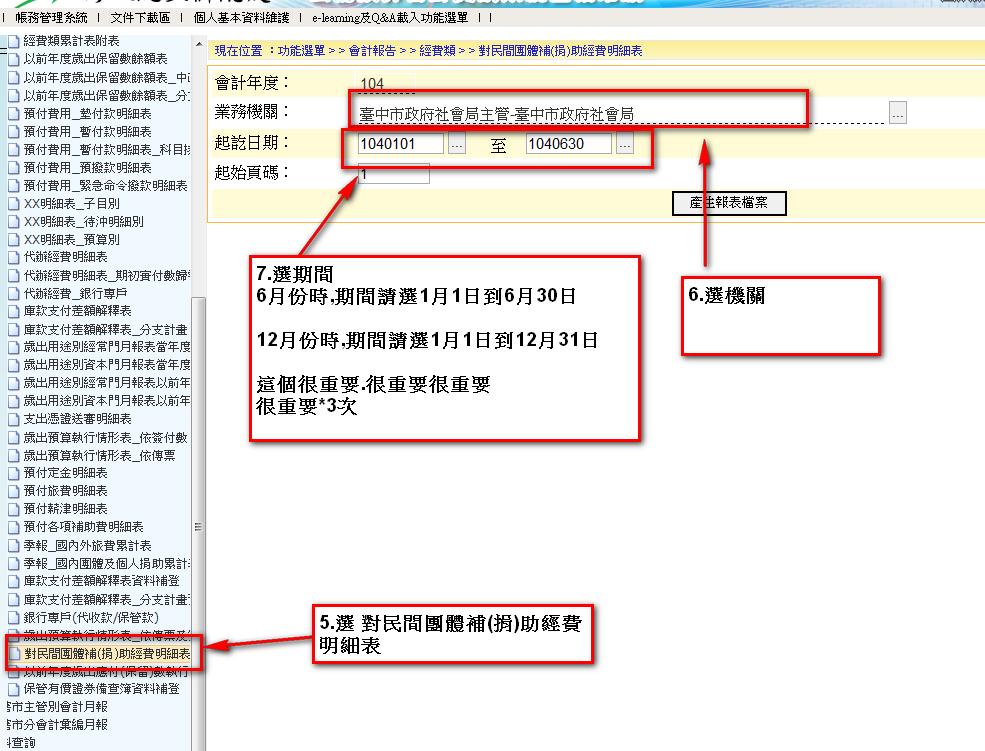 帳務管理系統 | 文件下載區 | 個人基本資料維護 | e-learning及Q&A載入功能選單 | |
現在位置 ：功能選單 >> 會計報告 >> 經費類 >> 對民間團體補(捐)助經費明細表
會計年度： 104
業務機關： 臺中市政府社會局主管-臺中市政府社會局 ...
起訖日期： 1040101 ... 至 1040630 ...
起始頁碼： 1
產生報表檔案
7.選期間
6月份時,期間請選1月1日到6月30日
12月份時,期間請選1月1日到12月31日
這個很重要.很重要很重要
很重要*3次
6.選機關
5.選 對民間團體補(捐)助經費
明細表
經費類累計表附表
以前年度歲出保留數餘額表
以前年度歲出保留數餘額表_中
以前年度歲出保留數餘額表_分
預付費用_墊付款明細表
預付費用_暫付款明細表
預付費用_暫付款明細表_科目
預付費用_預撥款明細表
預付費用_緊急命令撥款明細表
XX明細表_子目別
XX明細表_待沖明細別
XX明細表_預算別
代辦經費明細表
代辦經費明細表_期初實付數歸
代辦經費_銀行專戶
庫款支付差額解釋表
庫款支付差額解釋表_分支計畫
歲出用途別經常門月報表當年度
歲出用途別資本門月報表當年度
歲出用途別經常門月報表以前年
歲出用途別資本門月報表以前年
支出憑證送審明細表
歲出預算執行情形表_依簽付數
歲出預算執行情形表_依傳票
預付定金明細表
預付旅費明細表
預付薪津明細表
預付各項補助費明細表
季報_國內外旅費累計表
季報_國內團體及個人捐助累計
庫款支付差額解釋表資料補登
庫款支付差額解釋表_分支計畫
銀行專戶(代收款/保管款)
歲出預算執行情形表_依傳票及
對民間團體補(捐)助經費明細表
以前年度歲出應付(保留)數執行
保管有價證券備查簿資料補登
市主管別會計月報
市分會計彙編月報
查詢